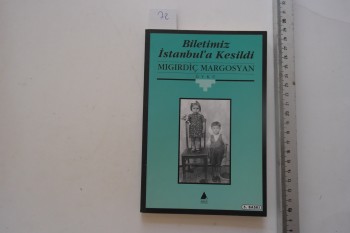 72
Biletimiz
İstanbul'a Kesildi
MIGIRDİÇ MARGOSYAN